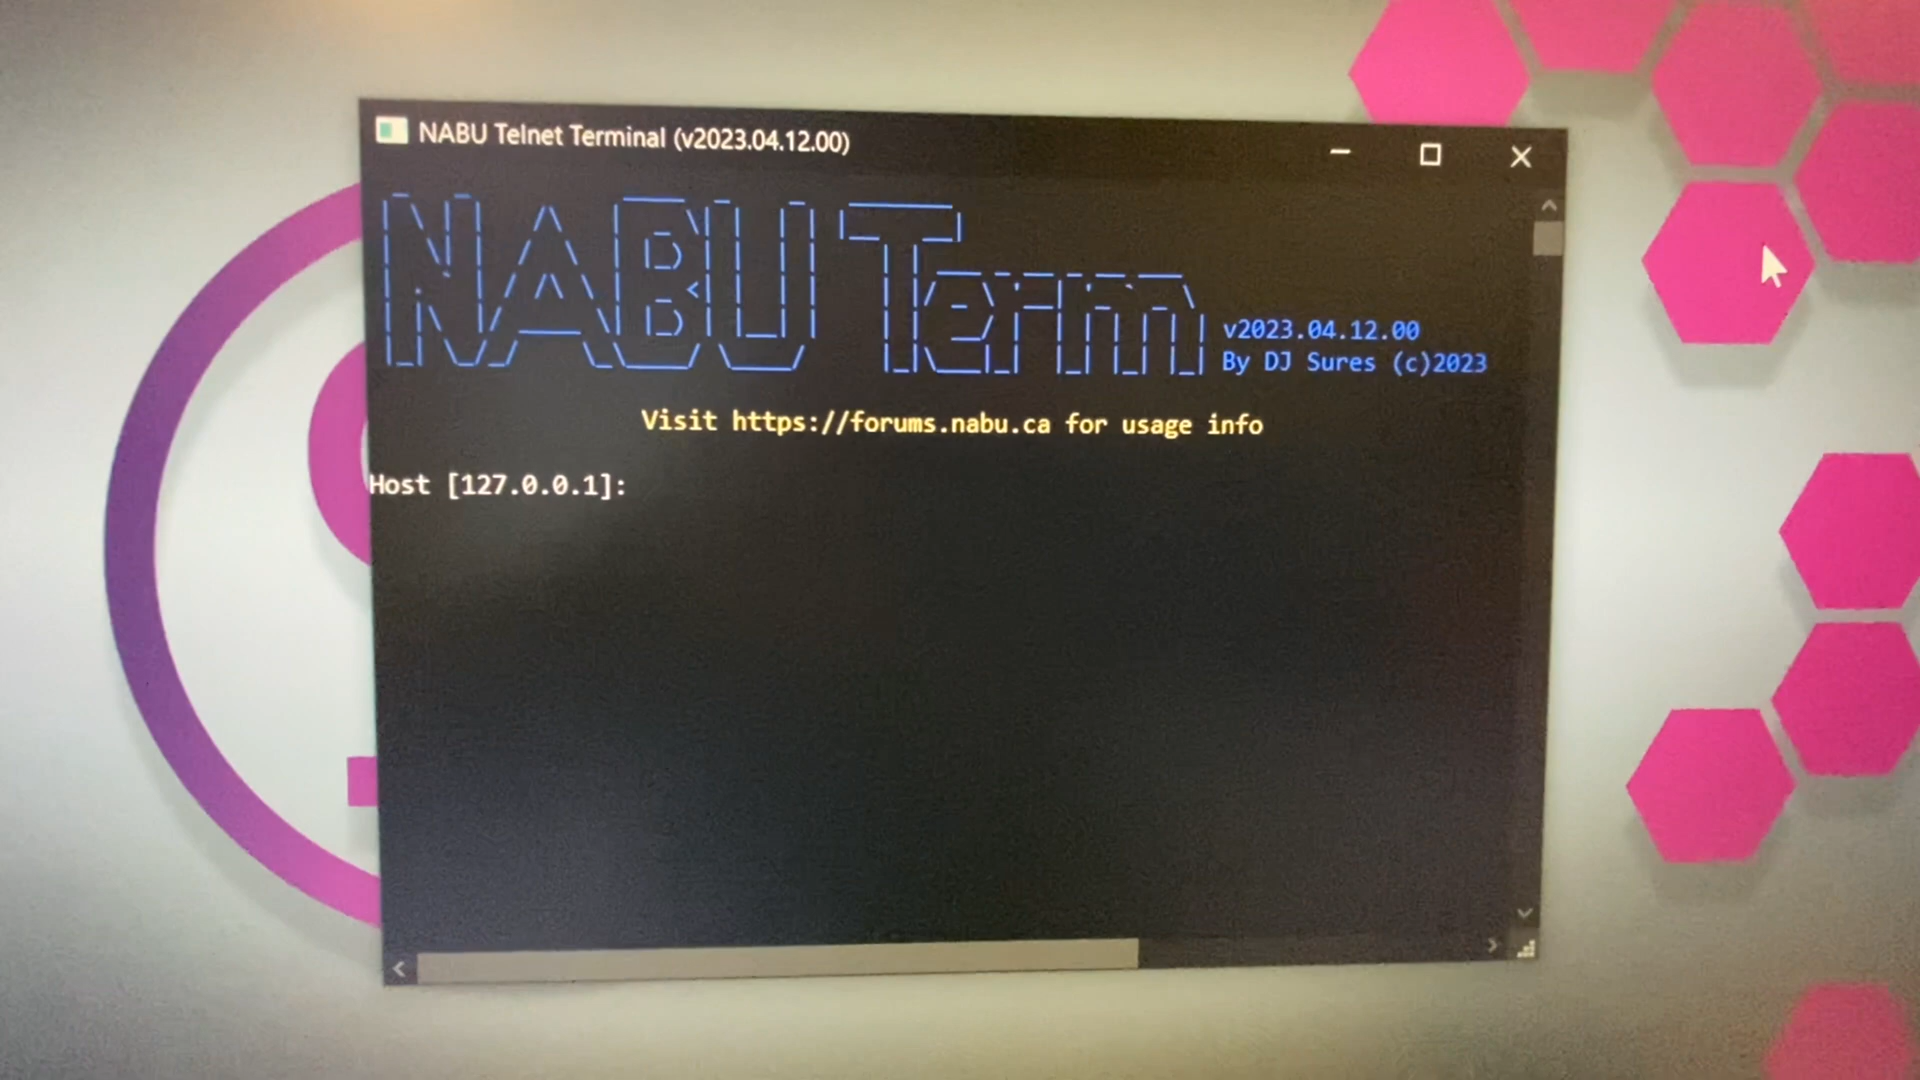 NABU Telnet Terminal (v2023.04.12.00)
NABU Term
v2023.04.12.00
By DJ Sures (c)2023
Visit https://forums.nabu.ca for usage info
Host [127.0.0.1]: